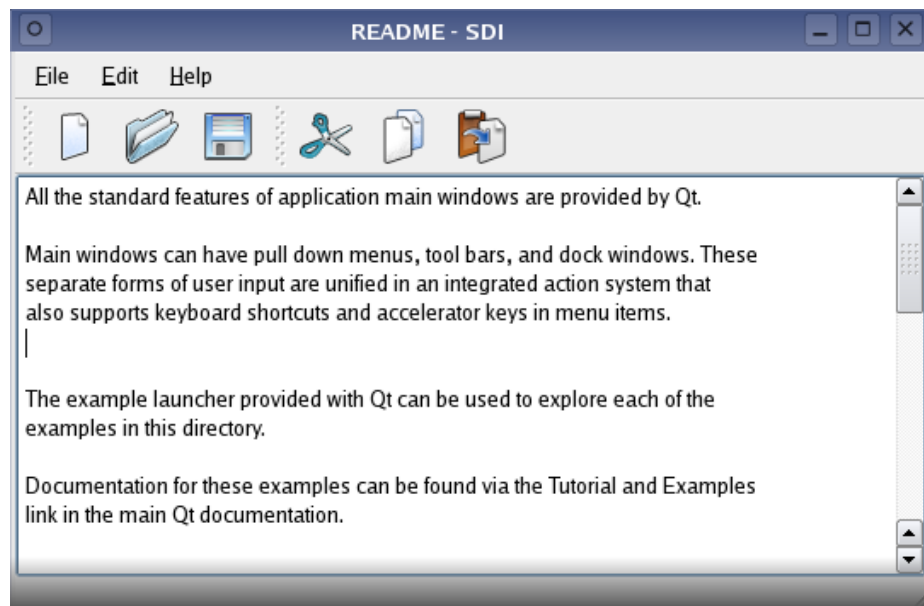 README - SDI
File Edit Help
All the standard features of application main windows are provided by Qt.
Main windows can have pull down menus, tool bars, and dock windows. These
separate forms of user input are unified in an integrated action system that
also supports keyboard shortcuts and accelerator keys in menu items.
The example launcher provided with Qt can be used to explore each of the
examples in this directory.
Documentation for these examples can be found via the Tutorial and Examples
link in the main Qt documentation.